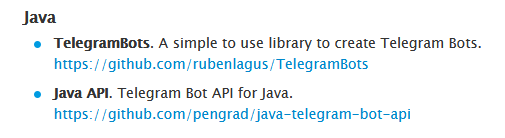 Java
TelegramBots. A simple to use library to create Telegram Bots.
https://github.com/rubenlagus/TelegramBots
Java API. Telegram Bot API for Java.
https://github.com/pengrad/java-telegram-bot-api